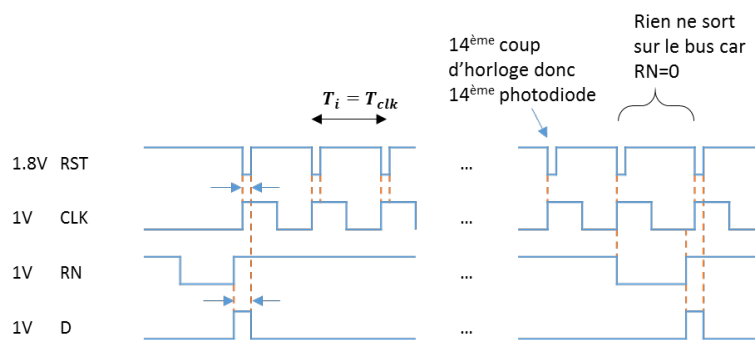 Rien ne sort
sur le bus car
RN=0
14ème coup
d’horloge donc
14ème photodiode
Ti = Tclk
1.8V RST ...
1V CLK ...
1V RN ...
1V D ...